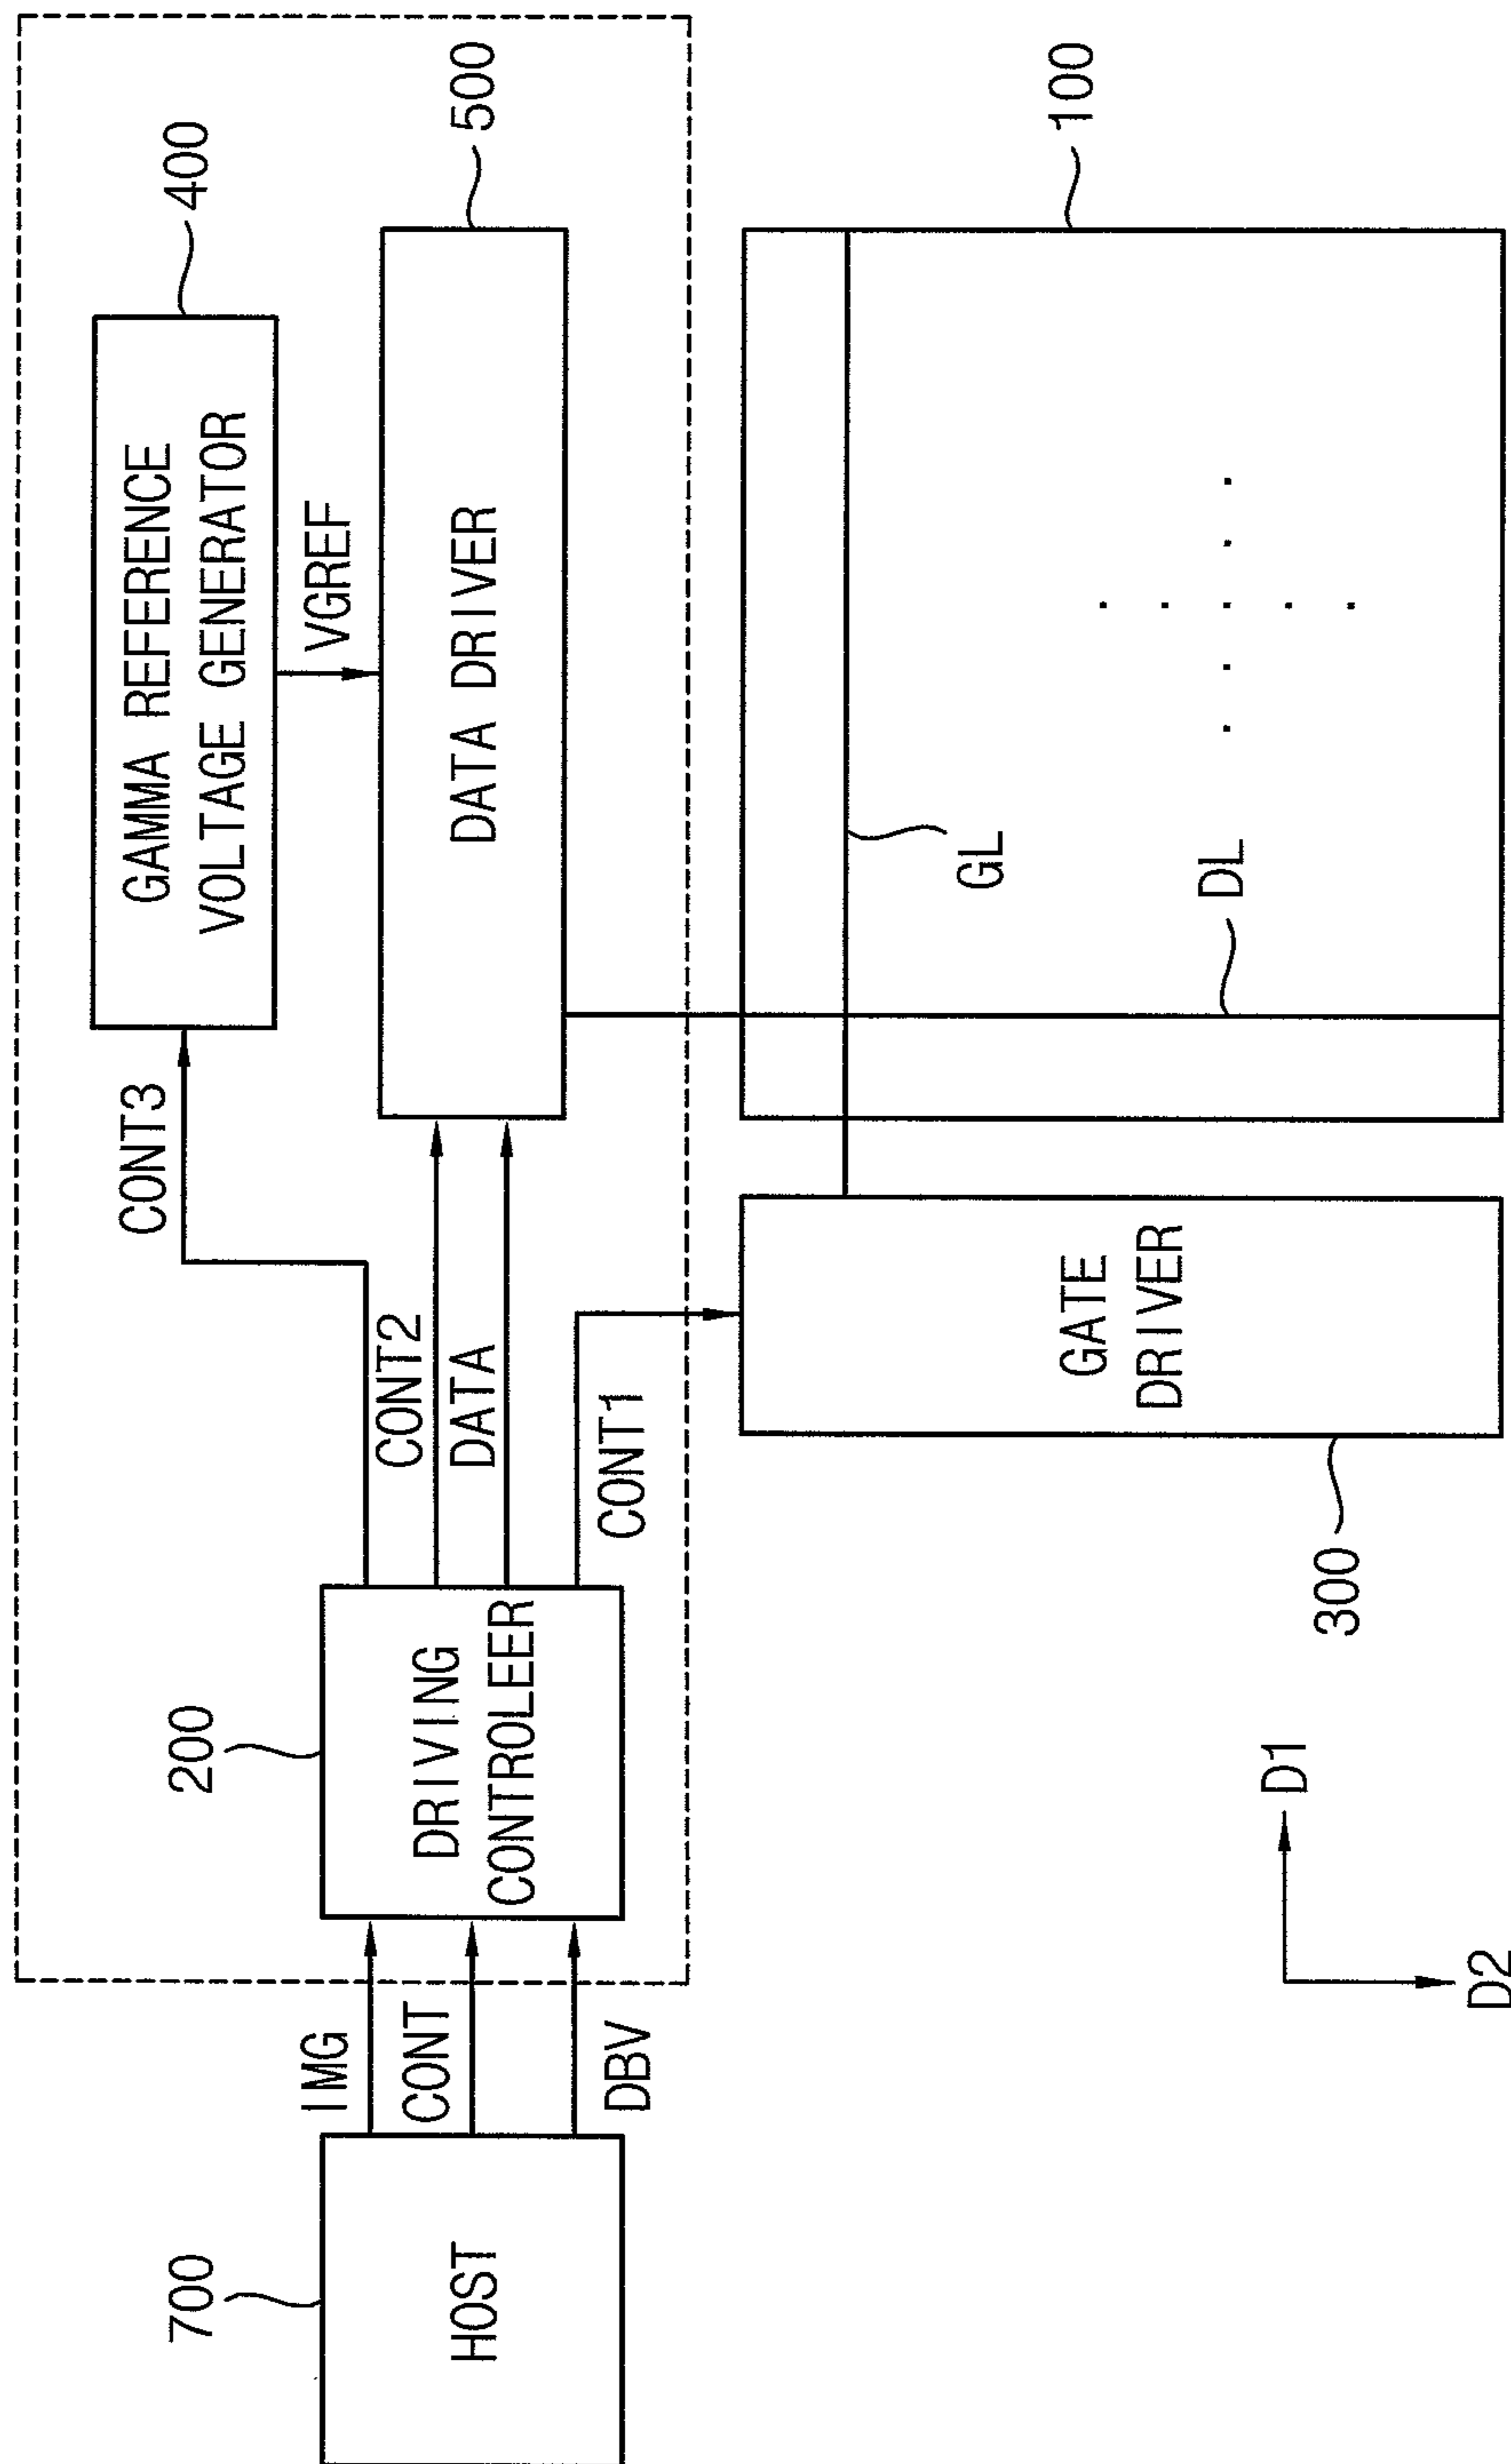 400
GAMMA REFERENCE
VOLTAGE GENERATOR
CONT3
VGREF
500
DATA DRIVER
200
DRIVING
CONTROLEER
CONT2
DATA
CONT1
700
HOST
IMG
CONT
DBV
100
GL
DL
GATE
DRIVER
300
D1
D2